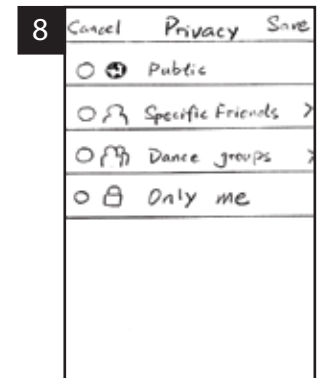 8
Cancel Privacy Save
Public
Specific Friends >
Dance groups >
Only me